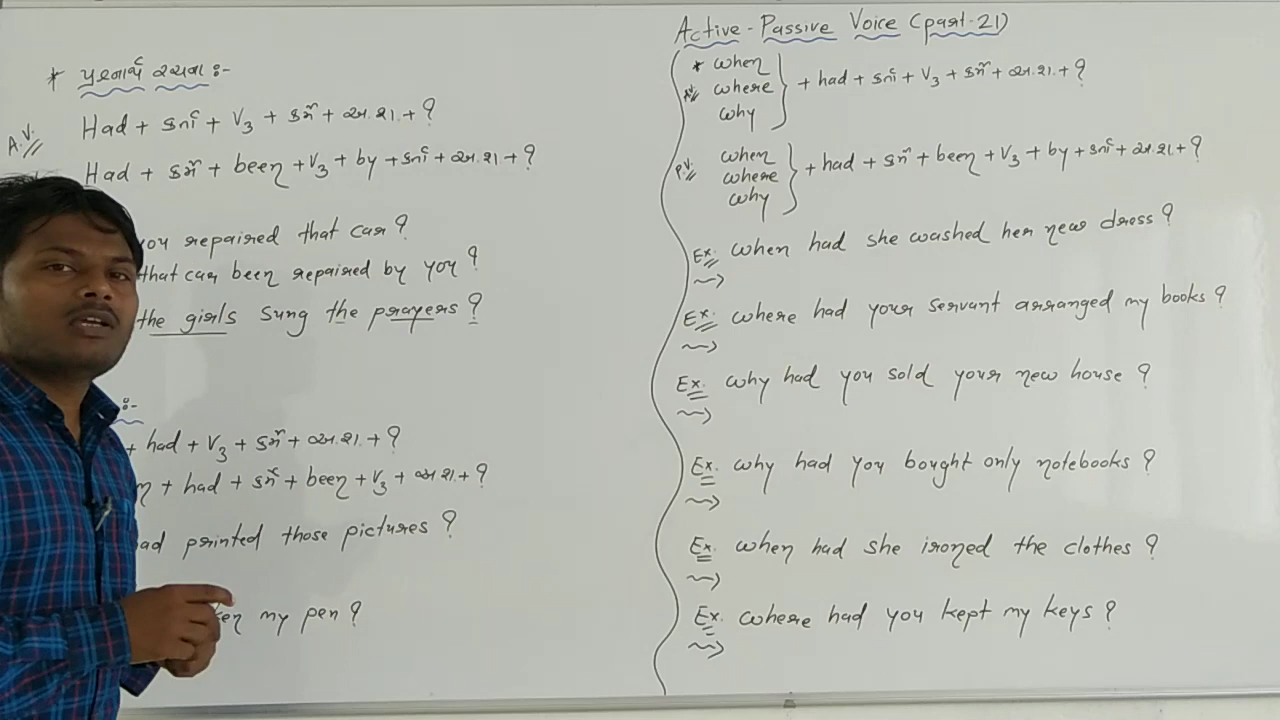 Active - Passive Voice (part-21)
* પ્રશ્નાર્થ રચના :-
A.V. Had + કર્તા + V3 + કર્મ + અ.શ. + ?
Had + કર્મ + been + V3 + by + કર્તા + અ.શ. + ?
you repaired that car ?
that car been repaired by you ?
the girls sung the prayers ?
:-
+ had + V3 + કર્મ + અ.શ. + ?
+ had + કર્મ + been + V3 + અ.શ. + ?
printed those pictures ?
my pen ?
* when
A.V. where } + had + કર્તા + V3 + કર્મ + અ.શ. + ?
why
when
P.V. where } + had + કર્મ + been + V3 + by + કર્તા + અ.શ. + ?
why
Ex. when had she washed her new dress ?
Ex. where had your servant arranged my books ?
Ex. why had you sold your new house ?
Ex. why had you bought only notebooks ?
Ex. when had she ironed the clothes ?
Ex. where had you kept my keys ?